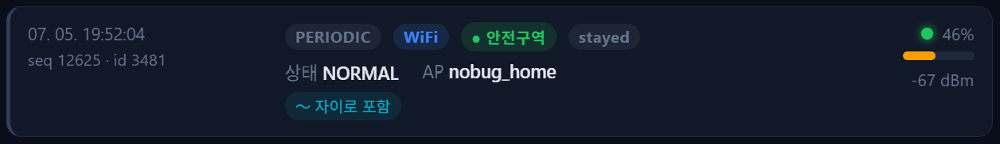 07. 05. 19:52:04
seq 12625 · id 3481
PERIODIC WiFi ● 안전구역 stayed
상태 NORMAL AP nobug_home
〜 자이로 포함
46%
-67 dBm